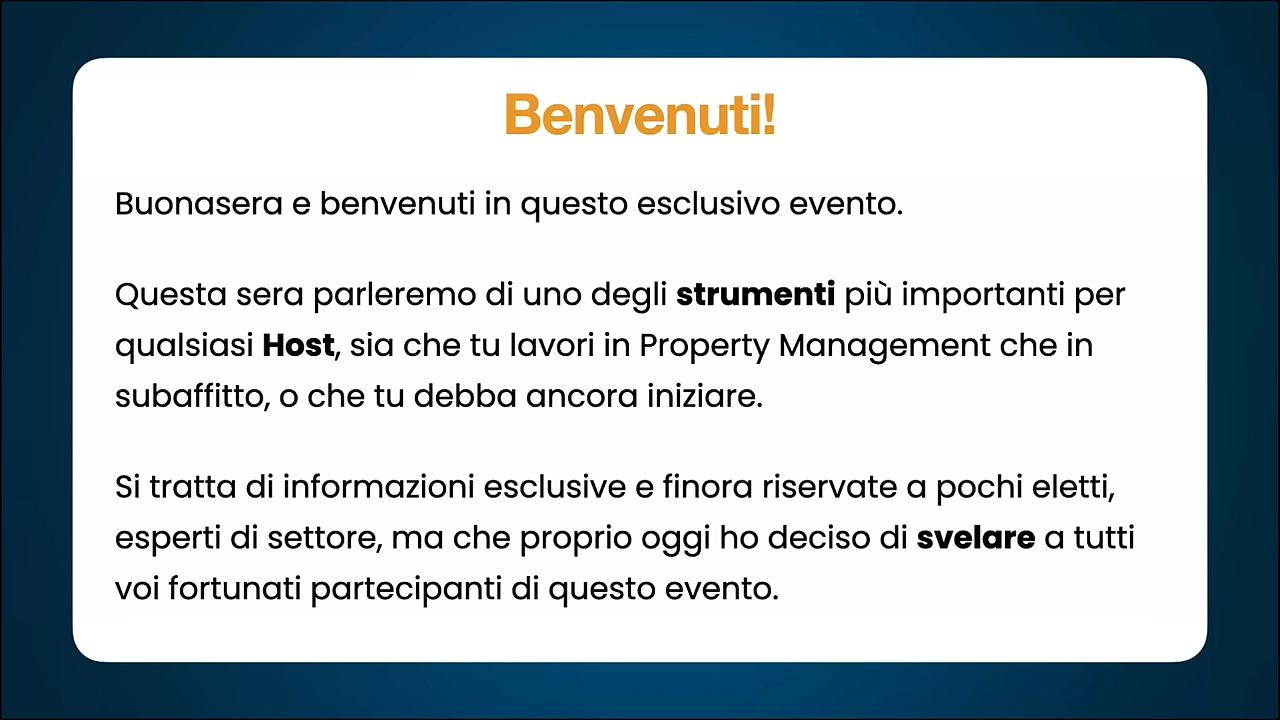 Benvenuti!
Buonasera e benvenuti in questo esclusivo evento.
Questa sera parleremo di uno degli strumenti più importanti per
qualsiasi Host, sia che tu lavori in Property Management che in
subaffitto, o che tu debba ancora iniziare.
Si tratta di informazioni esclusive e finora riservate a pochi eletti,
esperti di settore, ma che proprio oggi ho deciso di svelare a tutti
voi fortunati partecipanti di questo evento.